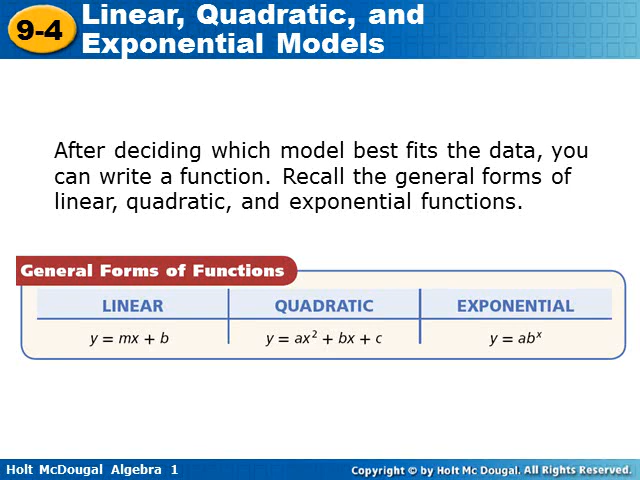 9-4
Linear, Quadratic, and
Exponential Models
After deciding which model best fits the data, you
can write a function. Recall the general forms of
linear, quadratic, and exponential functions.
General Forms of Functions
LINEAR QUADRATIC EXPONENTIAL
y = mx + b y = ax² + bx + c y = abˣ
Holt McDougal Algebra 1 Copyright © by Holt Mc Dougal. All Rights Reserved.